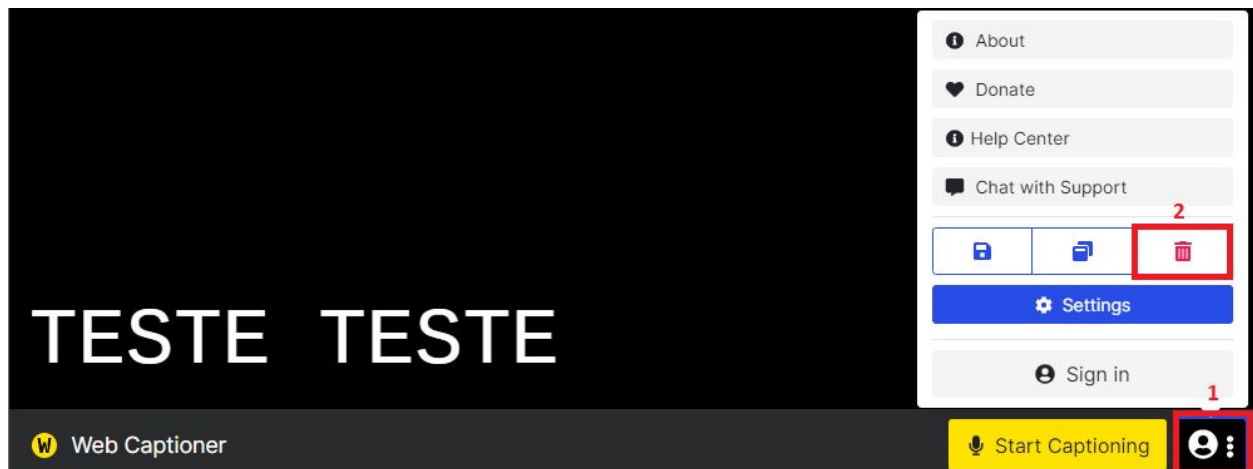 About
Donate
Help Center
Chat with Support
2
Settings
TESTE TESTE
Sign in
1
W Web Captioner
Start Captioning